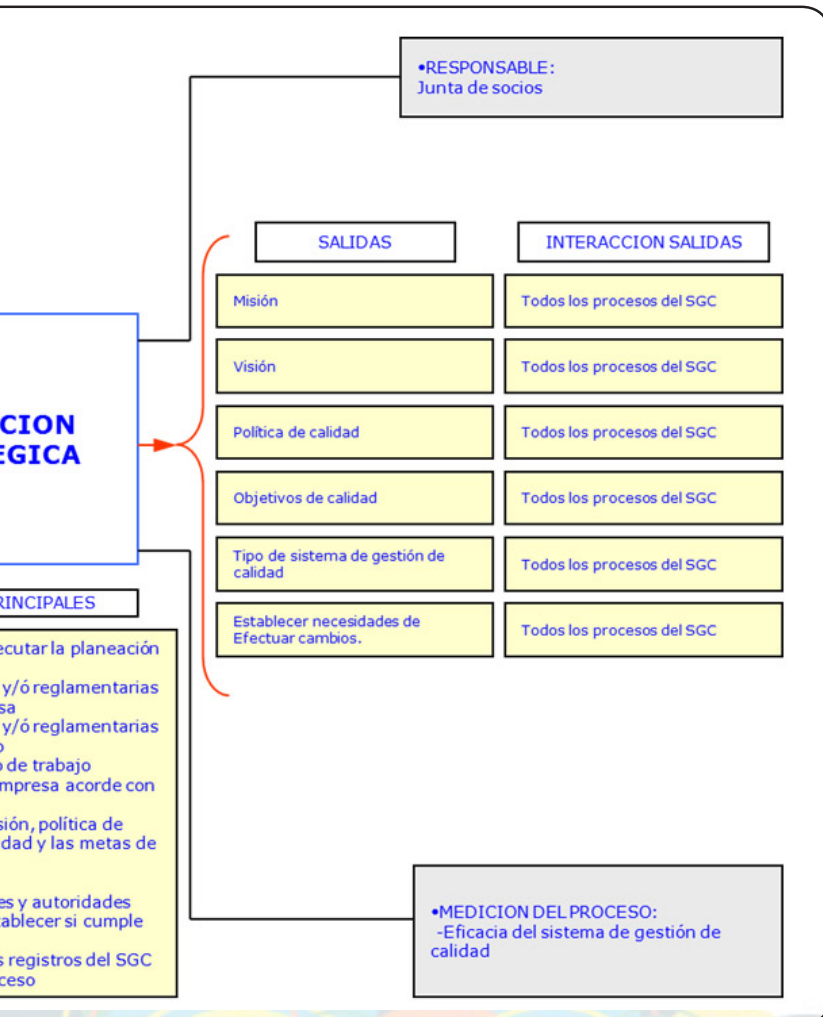 •RESPONSABLE:
Junta de socios
SALIDAS
INTERACCION SALIDAS
Misión
Todos los procesos del SGC
Visión
Todos los procesos del SGC
Política de calidad
Todos los procesos del SGC
Objetivos de calidad
Todos los procesos del SGC
Tipo de sistema de gestión de
calidad
Todos los procesos del SGC
Establecer necesidades de
Efectuar cambios.
Todos los procesos del SGC
CION
EGICA
RINCIPALES
ecutar la planeación
y/ó reglamentarias
sa
y/ó reglamentarias
o
o de trabajo
mpresa acorde con
sión, política de
dad y las metas de
es y autoridades
tablecer si cumple
s registros del SGC
ceso
•MEDICION DEL PROCESO:
-Eficacia del sistema de gestión de
calidad